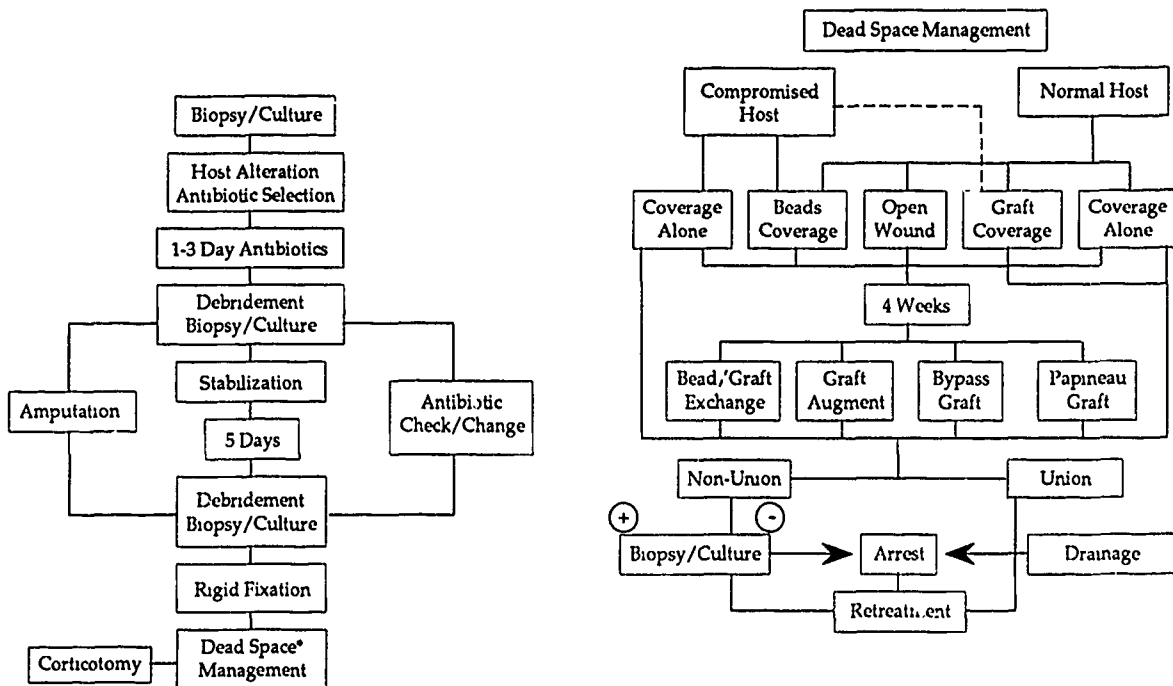 Biopsy/Culture
Host Alteration
Antibiotic Selection
1-3 Day Antibiotics
Debridement
Biopsy/Culture
Stabilization
Amputation
Antibiotic
Check/Change
5 Days
Debridement
Biopsy/Culture
Rigid Fixation
Corticotomy
Dead Space*
Management
Dead Space Management
Compromised
Host
Normal Host
Coverage
Alone
Beads
Coverage
Open
Wound
Graft
Coverage
Coverage
Alone
4 Weeks
Bead/Graft
Exchange
Graft
Augment
Bypass
Graft
Papineau
Graft
Non-Union
Union
+
-
Biopsy/Culture
Arrest
Drainage
Retreatment